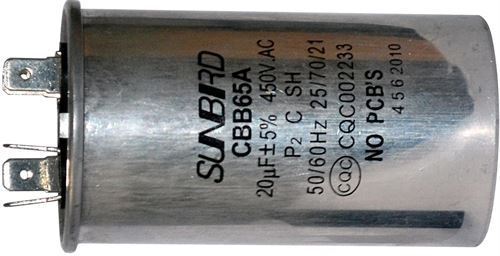 SUNBIRD
CBB65A
20µF±5% 450V.AC
P2 C SH
50/60Hz 25/70/21
CQC CQC002233
NO PCB'S
4 5 6 2010